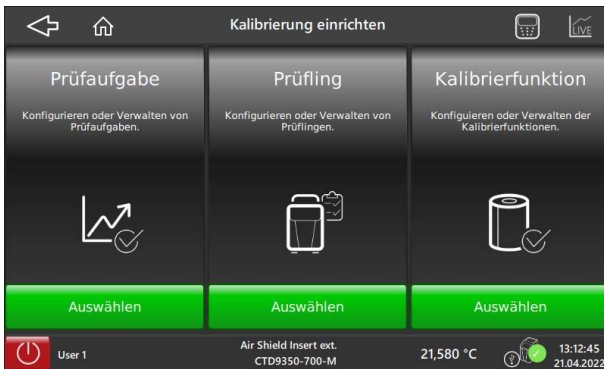 Kalibrierung einrichten
LIVE
Prüfaufgabe
Konfigurieren oder Verwalten von
Prüfaufgaben.
Auswählen
Prüfling
Konfigurieren oder Verwalten von
Prüflingen.
Auswählen
Kalibrierfunktion
Konfiguieren oder Verwalten der
Kalibrierfunktionen.
Auswählen
User 1
Air Shield Insert ext.
CTD9350-700-M
21,580 °C
13:12:45
21.04.2022